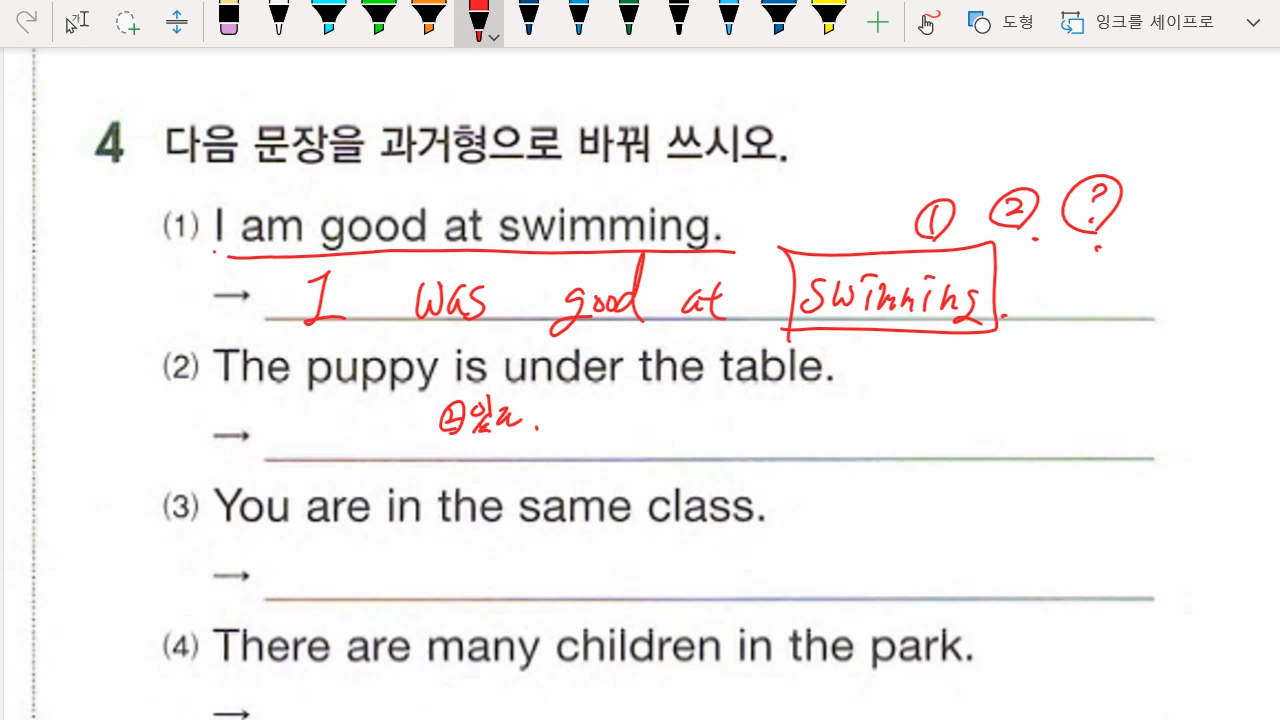 도형 잉크를 셰이프로
4 다음 문장을 과거형으로 바꿔 쓰시오.
(1) I am good at swimming.
① ② ?
→ I was good at swimming.
(2) The puppy is under the table.
→
(3) You are in the same class.
→
(4) There are many children in the park.
→